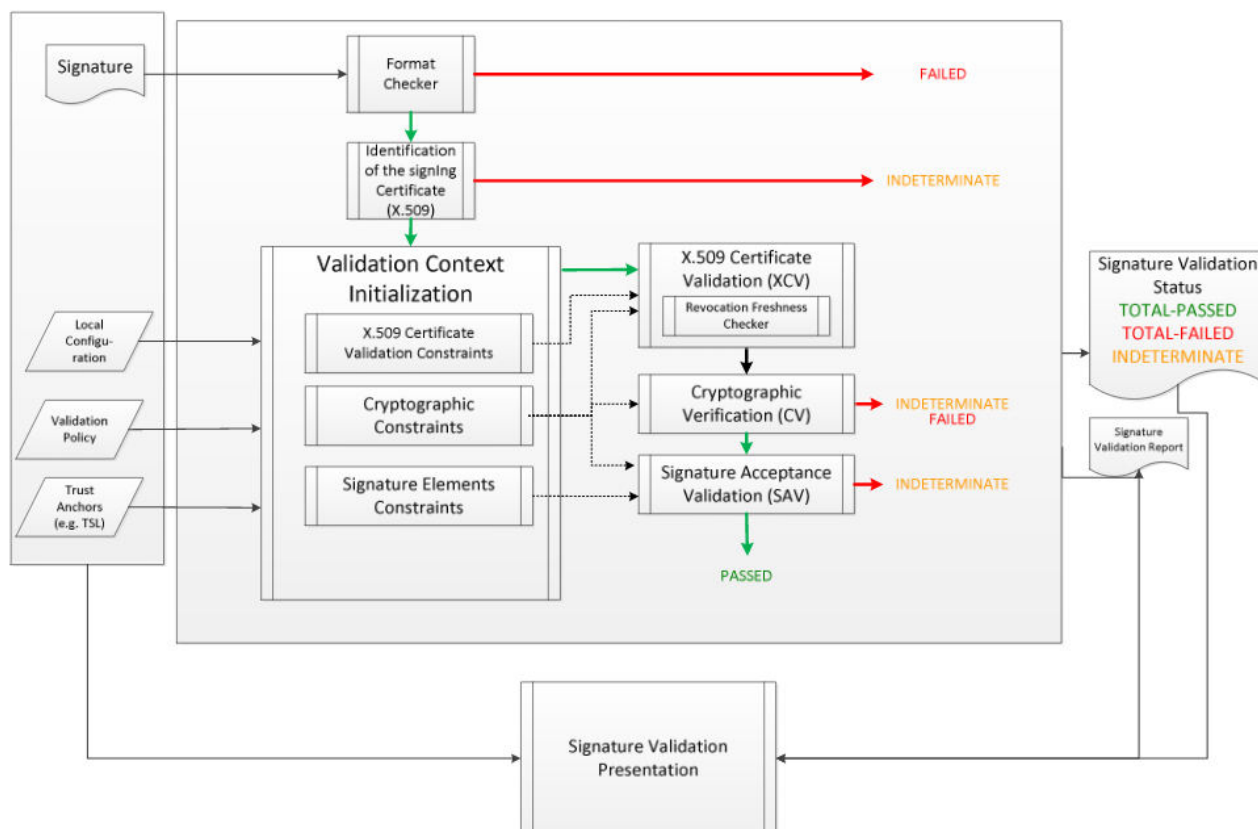 Signature
Format
Checker
FAILED
Identification
of the signIng
Certificate
(X.509)
INDETERMINATE
Validation Context
Initialization
X.509 Certificate
Validation Constraints
Cryptographic
Constraints
Signature Elements
Constraints
Local
Configu-
ration
Validation
Policy
Trust
Anchors
(e.g. TSL)
X.509 Certificate
Validation (XCV)
Revocation Freshness
Checker
Cryptographic
Verification (CV)
INDETERMINATE
FAILED
Signature Acceptance
Validation (SAV)
INDETERMINATE
PASSED
Signature Validation
Status
TOTAL-PASSED
TOTAL-FAILED
INDETERMINATE
Signature
Validation Report
Signature Validation
Presentation